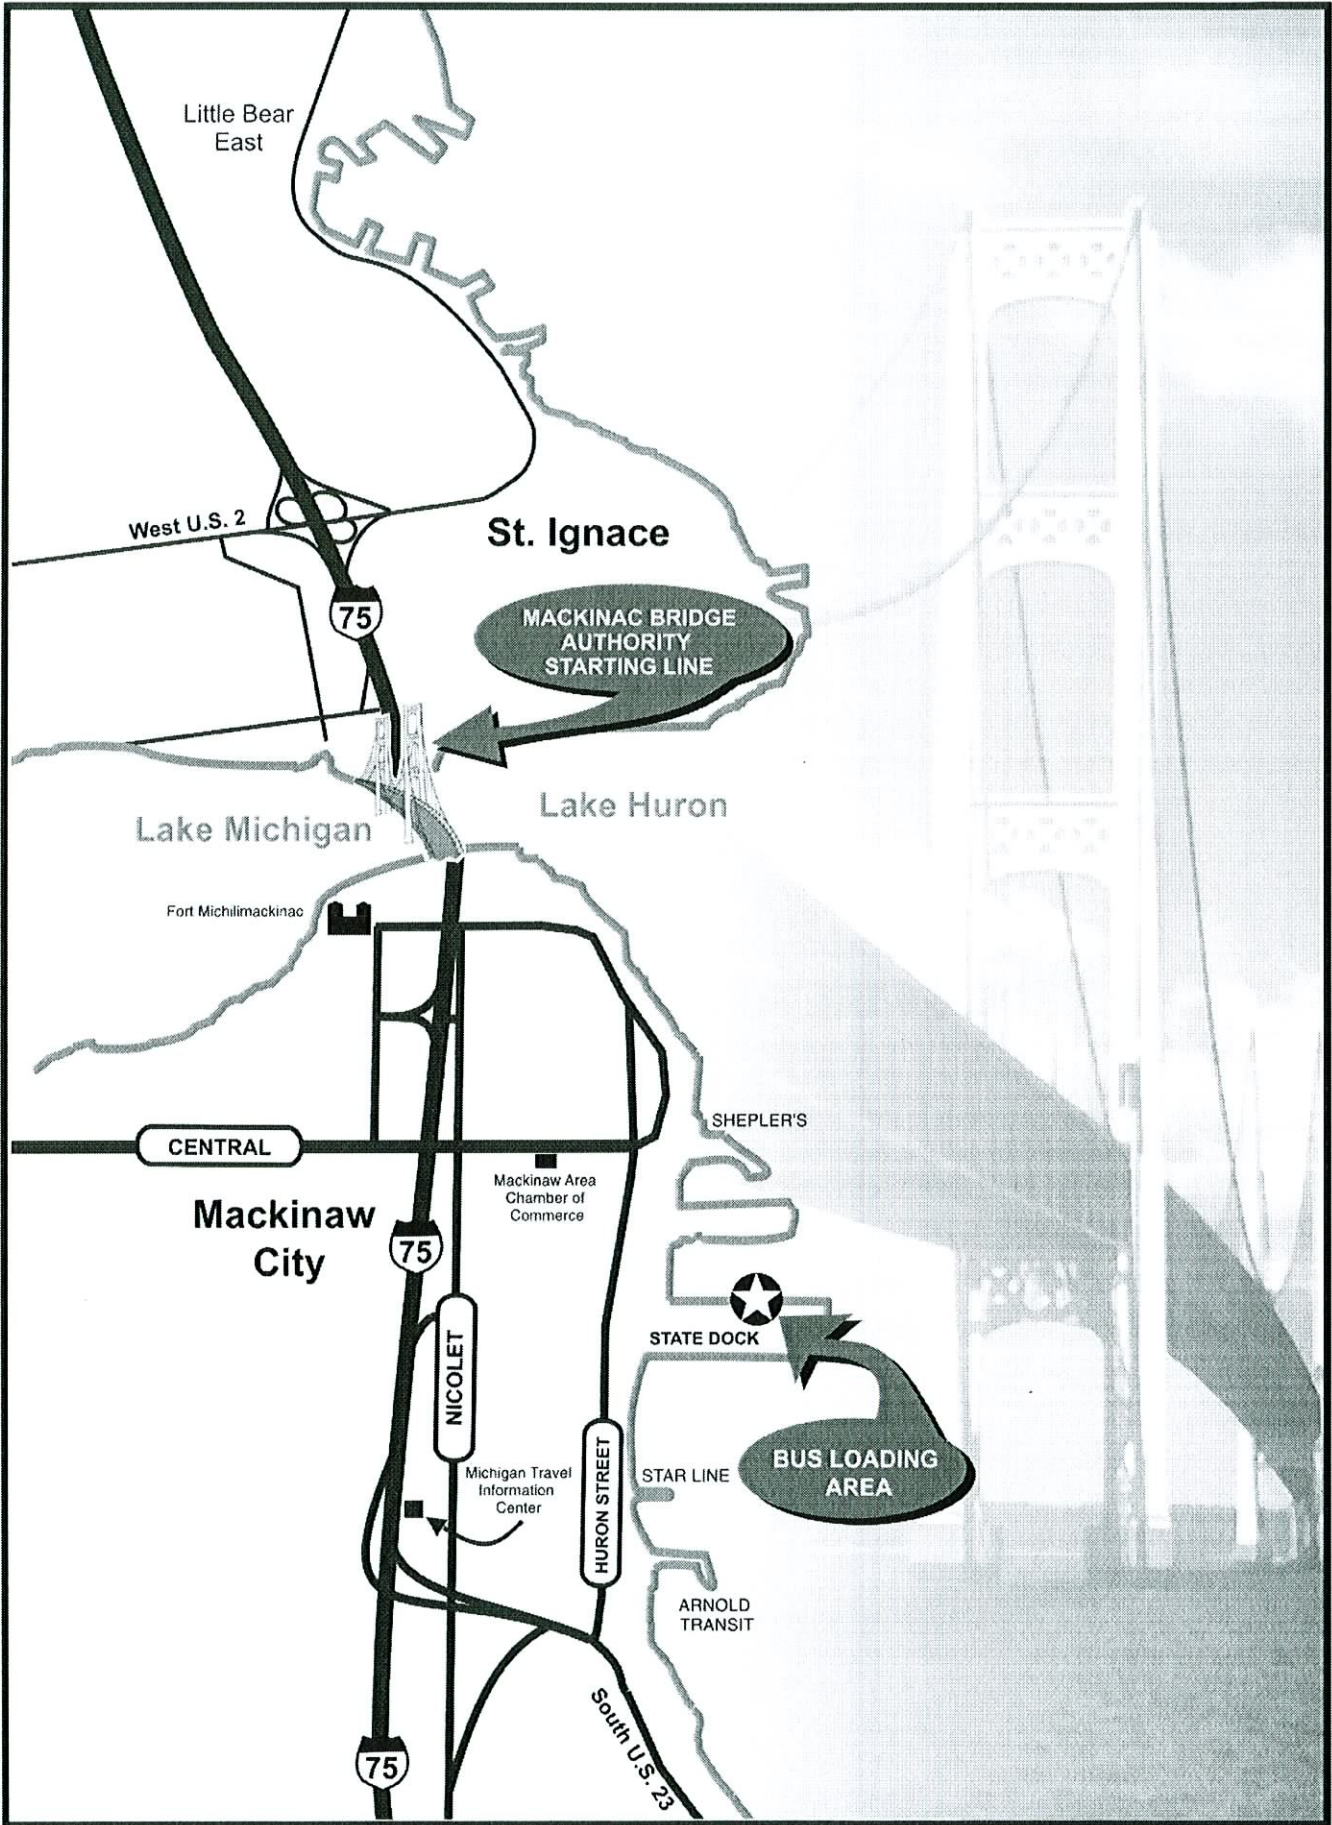 Little Bear
East
West U.S. 2
St. Ignace
75
MACKINAC BRIDGE
AUTHORITY
STARTING LINE
Lake Huron
Lake Michigan
Fort Michilimackinac
SHEPLER'S
CENTRAL
Mackinaw Area
Chamber of
Commerce
Mackinaw
City
75
STATE DOCK
NICOLET
BUS LOADING
AREA
HURON STREET
Michigan Travel
Information
Center
STAR LINE
ARNOLD
TRANSIT
South U.S. 23
75